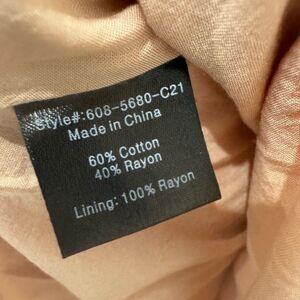 Style#: 608-5680-C21
Made in China
60% Cotton
40% Rayon
Lining: 100% Rayon